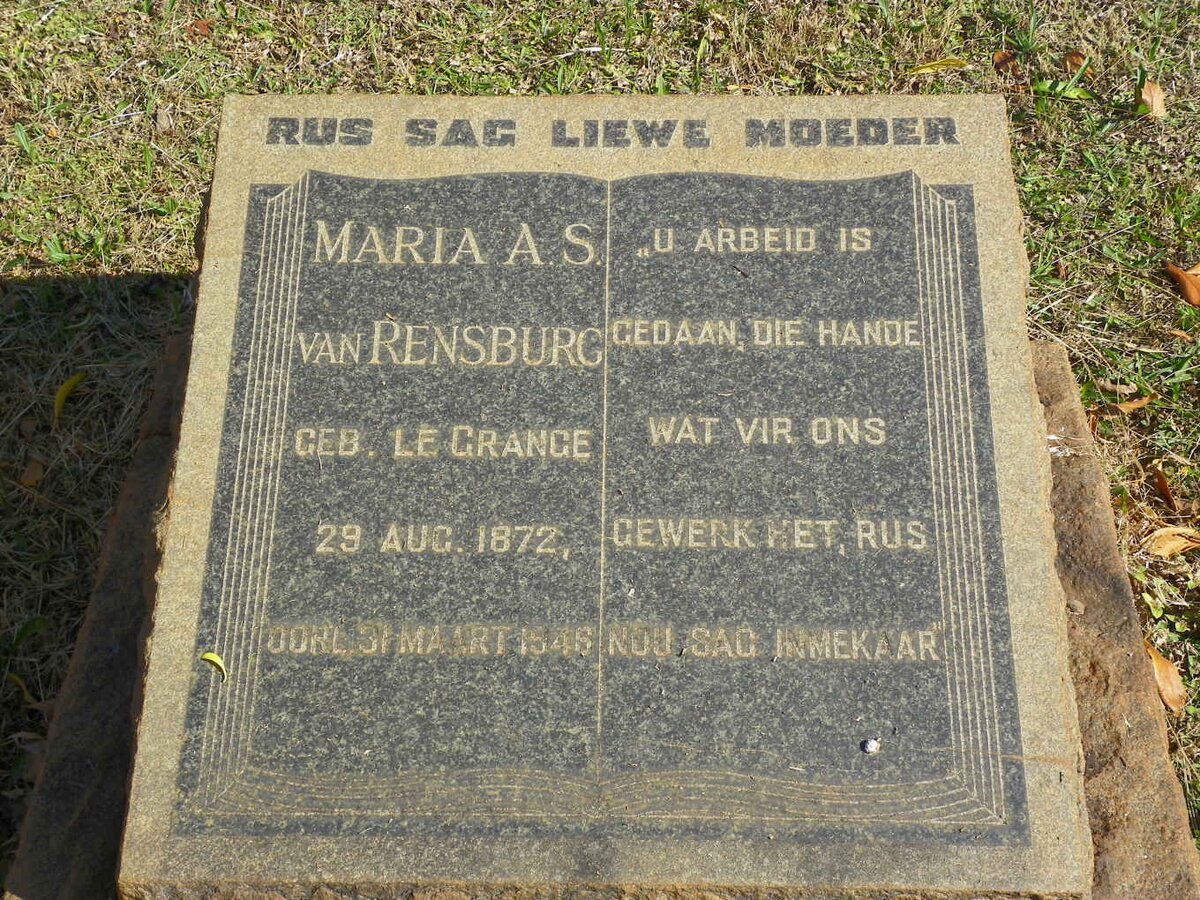 RUS SAG LIEWE MOEDER
MARIA A. S.
VAN RENSBURG
GEB. LE GRANGE
29 AUG. 1872,
OORL. 31 MAART 1946
„U ARBEID IS
GEDAAN, DIE HANDE
WAT VIR ONS
GEWERK HET, RUS
NOU SAG INMEKAAR"